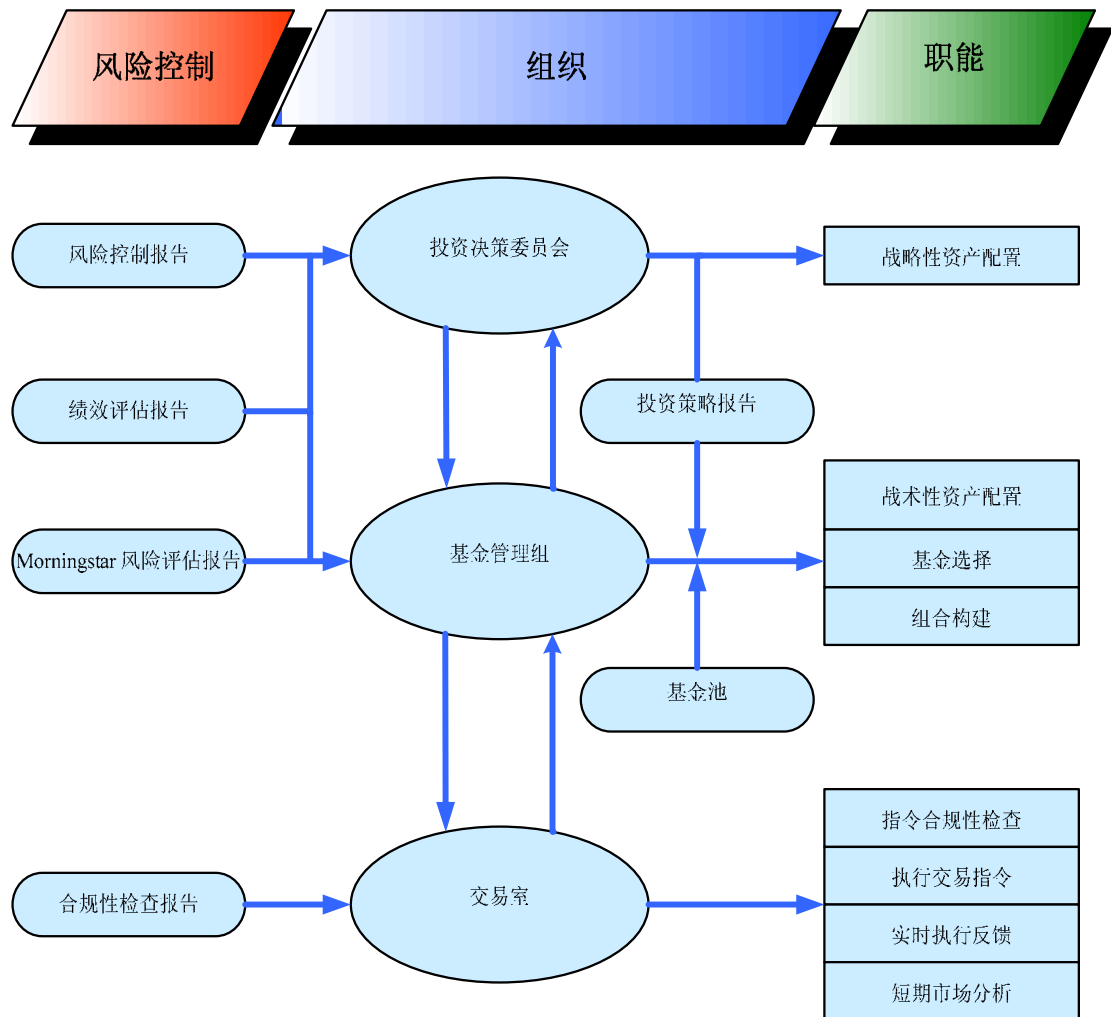 风险控制
组织
职能
风险控制报告
投资决策委员会
战略性资产配置
绩效评估报告
投资策略报告
战术性资产配置
Morningstar 风险评估报告
基金管理组
基金选择
组合构建
基金池
指令合规性检查
执行交易指令
合规性检查报告
交易室
实时执行反馈
短期市场分析